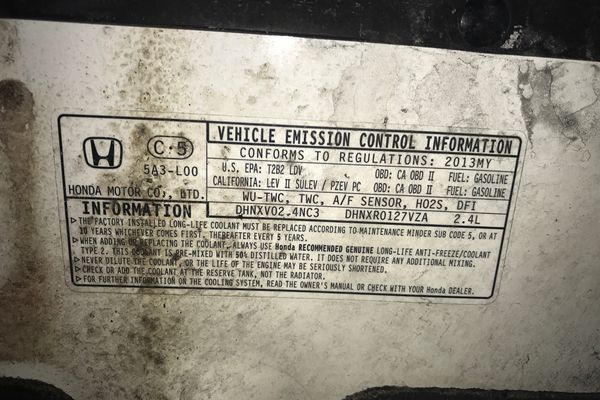 VEHICLE EMISSION CONTROL INFORMATION
C·5
5A3-L00
HONDA MOTOR CO., LTD.
CONFORMS TO REGULATIONS: 2013MY
U.S. EPA: T2B2 LDV OBD: CA OBD II FUEL: GASOLINE
CALIFORNIA: LEV II SULEV / PZEV PC OBD: CA OBD II FUEL: GASOLINE
WU-TWC, TWC, A/F SENSOR, HO2S, DFI
DHNXV02.4NC3 DHNXR0127VZA 2.4L
INFORMATION
▷THE FACTORY INSTALLED LONG-LIFE COOLANT MUST BE REPLACED ACCORDING TO MAINTENANCE MINDER SUB CODE 5, OR AT
10 YEARS WHICHEVER COMES FIRST. THEREAFTER EVERY 5 YEARS.
▷WHEN ADDING OR REPLACING THE COOLANT, ALWAYS USE Honda RECOMMENDED GENUINE LONG-LIFE ANTI-FREEZE/COOLANT
TYPE 2. THIS COOLANT IS PRE-MIXED WITH 50% DISTILLED WATER. IT DOES NOT REQUIRE ANY ADDITIONAL MIXING.
▷NEVER DILUTE THE COOLANT, OR THE LIFE OF THE ENGINE MAY BE SERIOUSLY SHORTENED.
▷CHECK OR ADD THE COOLANT AT THE RESERVE TANK, NOT THE RADIATOR.
▷FOR FURTHER INFORMATION ON THE COOLING SYSTEM, READ THE OWNER'S MANUAL OR CHECK WITH YOUR Honda DEALER.